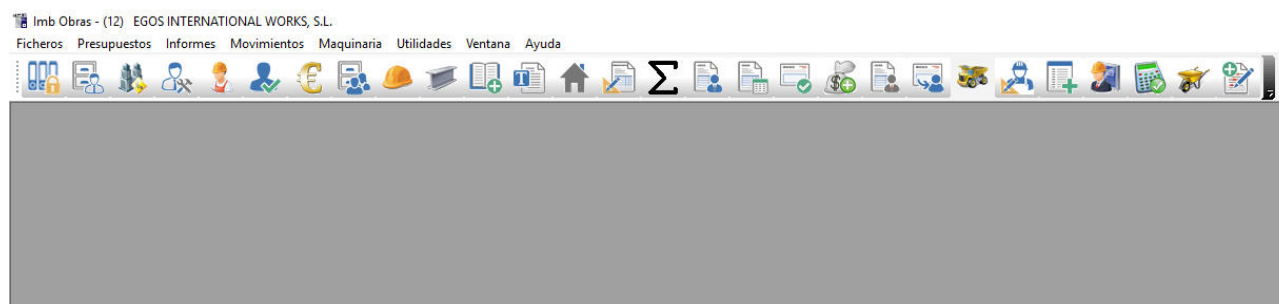 Imb Obras - (12) EGOS INTERNATIONAL WORKS, S.L.
Ficheros Presupuestos Informes Movimientos Maquinaria Utilidades Ventana Ayuda